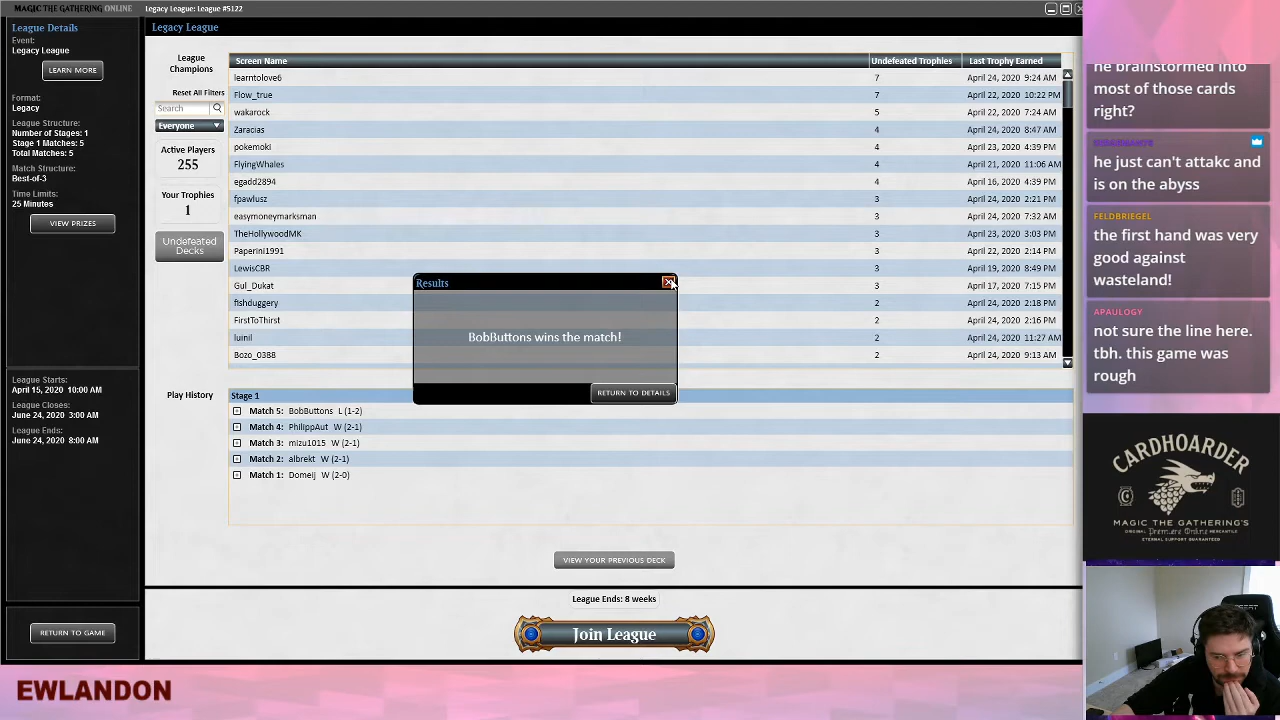 MAGIC THE GATHERING ONLINE
Legacy League: League #5122
League Details
Event:
Legacy League
LEARN MORE
Format:
Legacy
League Structure:
Number of Stages: 1
Stage 1 Matches: 5
Total Matches: 5
Match Structure:
Best-of-3
Time Limits:
25 Minutes
VIEW PRIZES
League Starts:
April 15, 2020 10:00 AM
League Closes:
June 24, 2020 3:00 AM
League Ends:
June 24, 2020 8:00 AM
RETURN TO GAME
Legacy League
League
Champions
Reset All Filters
Search
Everyone
Active Players
255
Your Trophies
1
Undefeated
Decks
Screen Name Undefeated Trophies Last Trophy Earned
learntolove6 7 April 24, 2020 9:24 AM
Flow_true 7 April 22, 2020 10:22 PM
wakarock 5 April 22, 2020 7:24 AM
Zaracias 4 April 24, 2020 8:47 AM
pokemoki 4 April 23, 2020 4:39 PM
FlyingWhales 4 April 21, 2020 11:06 AM
egadd2894 4 April 16, 2020 4:39 PM
fpawlusz 3 April 24, 2020 2:21 PM
easymoneymarksman 3 April 24, 2020 7:32 AM
TheHollywoodMK 3 April 23, 2020 3:03 PM
Paperini1991 3 April 22, 2020 2:14 PM
LewisCBR 3 April 19, 2020 8:49 PM
Gul_Dukat 3 April 17, 2020 7:15 PM
fishduggery 2 April 24, 2020 2:18 PM
FirstToThirst 2 April 24, 2020 2:16 PM
luinil 2 April 24, 2020 11:27 AM
Bozo_0388 2 April 24, 2020 9:13 AM
Results
BobButtons wins the match!
RETURN TO DETAILS
Play History
Stage 1
Match 5: BobButtons L (1-2)
Match 4: PhilippAut W (2-1)
Match 3: mizu1015 W (2-1)
Match 2: albrekt W (2-1)
Match 1: Domeij W (2-0)
VIEW YOUR PREVIOUS DECK
League Ends: 8 weeks
Join League
EWLANDON
he brainstormed into
most of those cards
right?
he just can't attakc and
is on the abyss
FELDBRIEGEL
the first hand was very
good against
wasteland!
APAULOGY
not sure the line here.
tbh. this game was
rough
CARDHOARDER
MAGIC THE GATHERING'S
ORIGINAL Premiere Online MERCANTILE
ETERNAL SUPPORT GUARANTEED